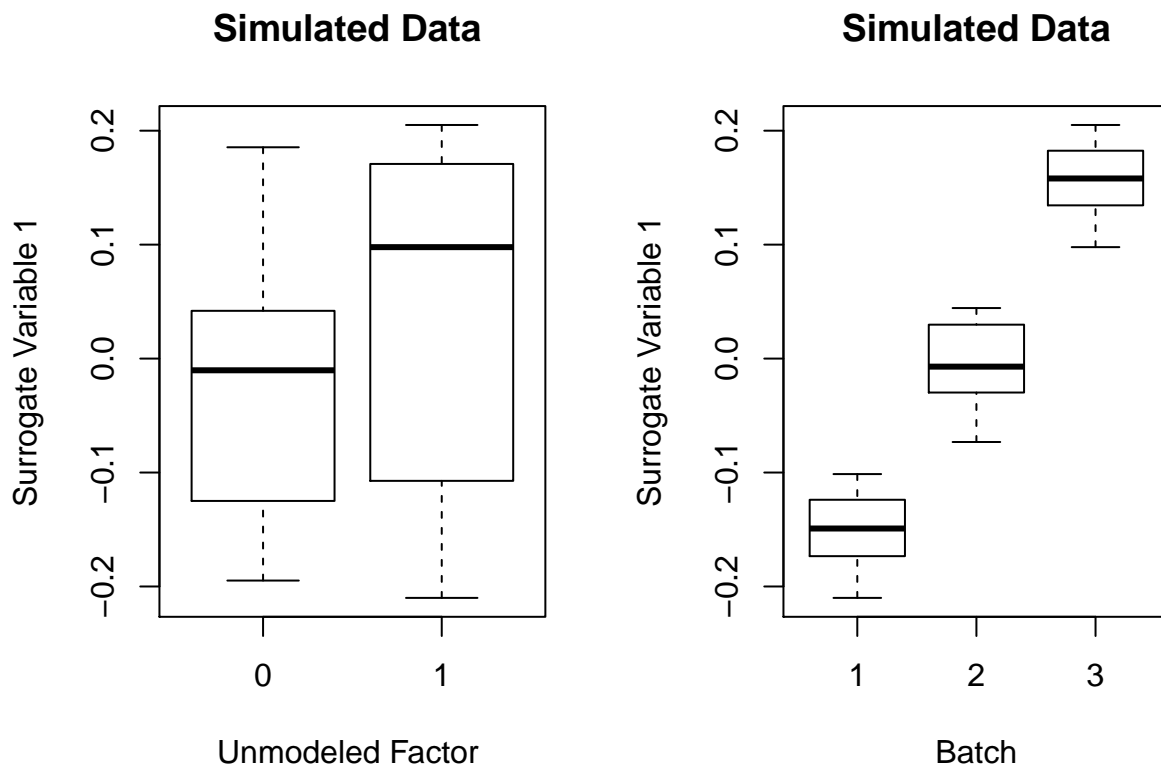 Simulated Data
Surrogate Variable 1
0.2
0.1
0.0
−0.1
−0.2
0 1
Unmodeled Factor
Simulated Data
Surrogate Variable 1
0.2
0.1
0.0
−0.1
−0.2
1 2 3
Batch